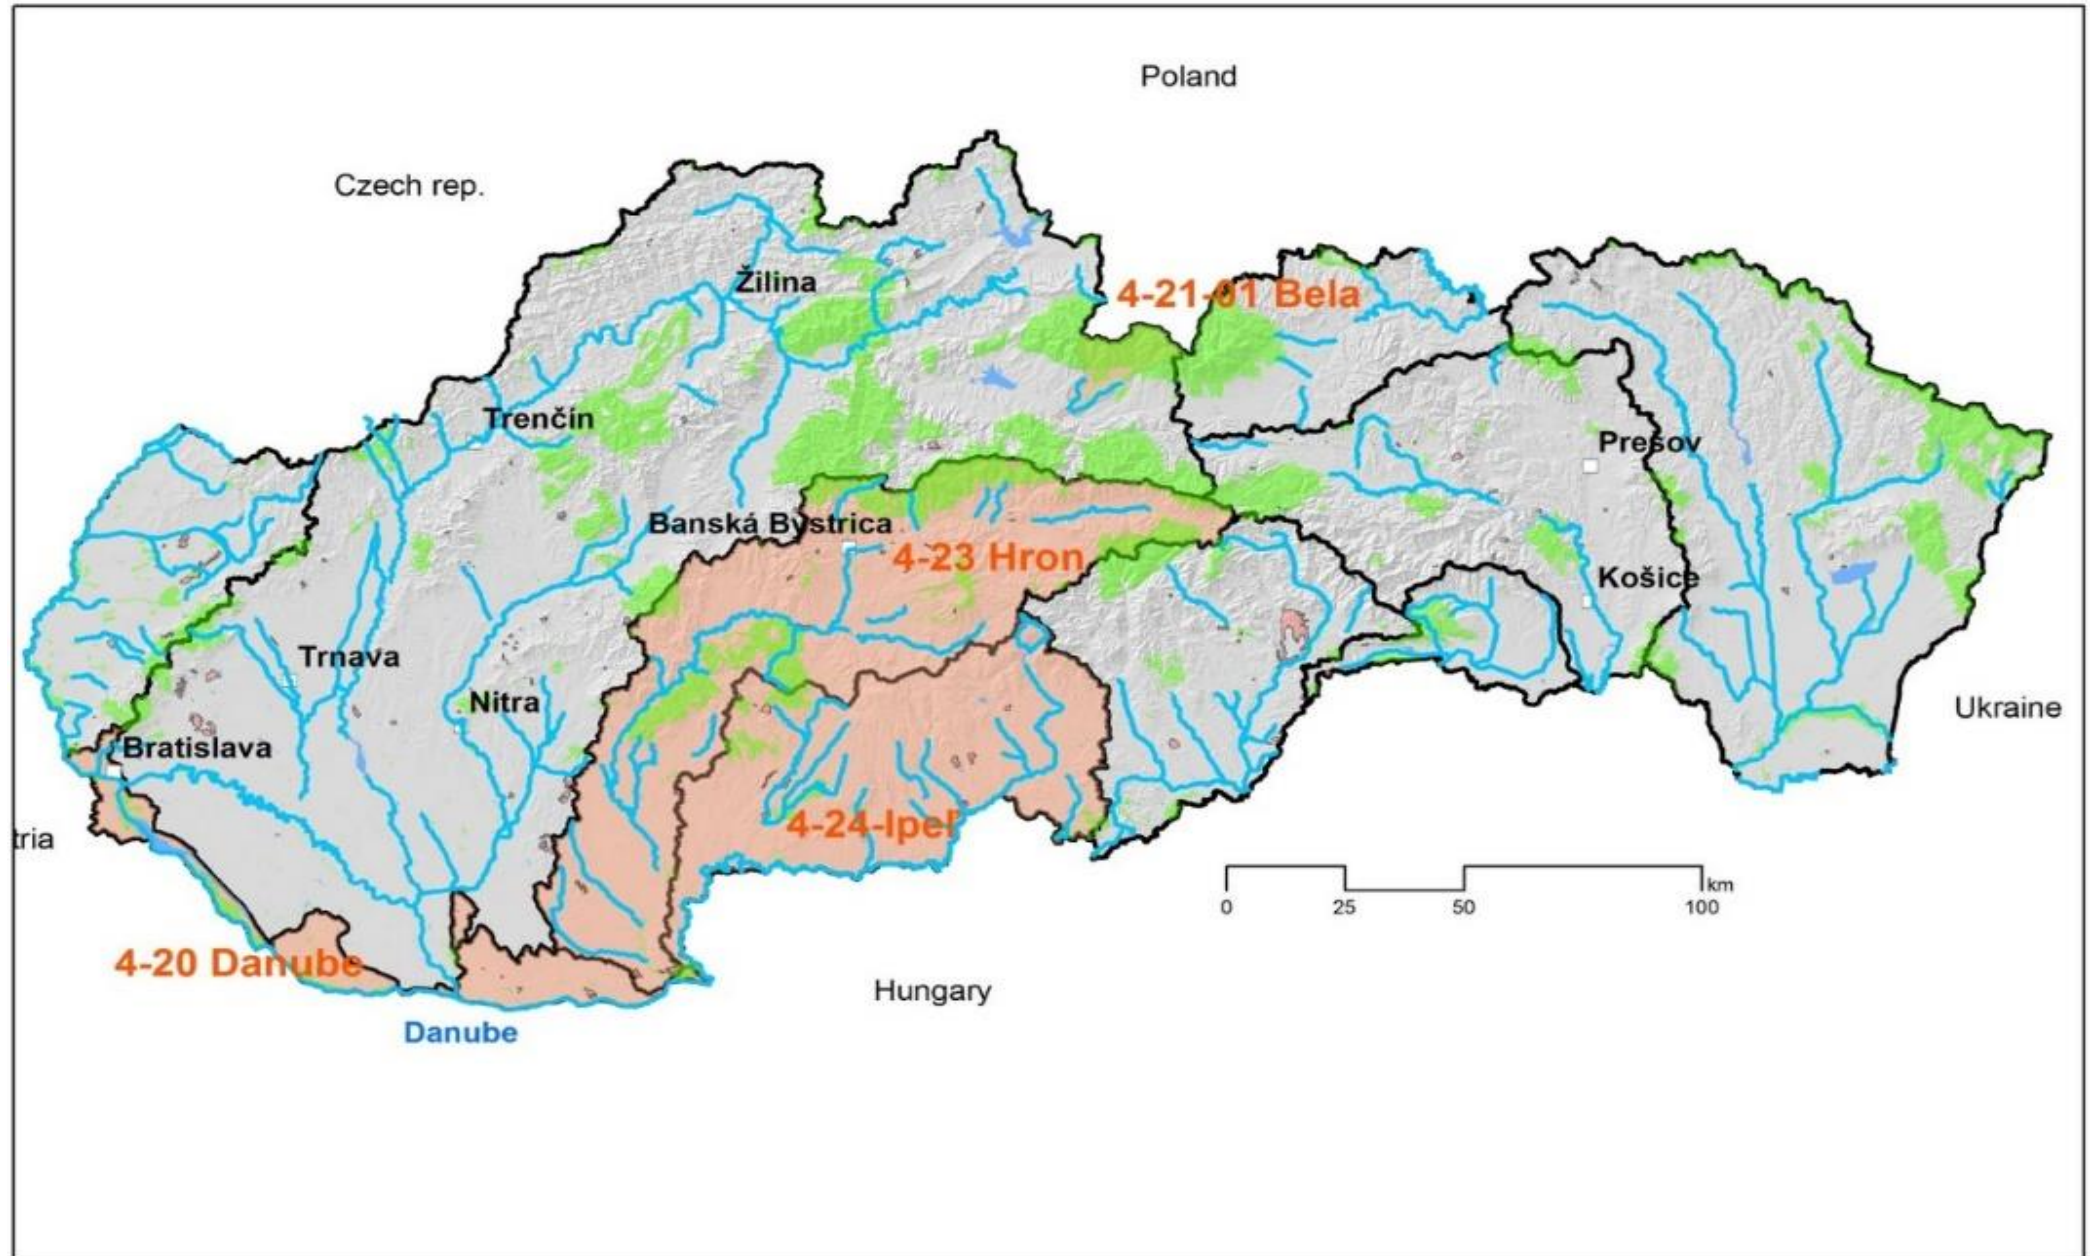 Poland
Czech rep.
Žilina
4-21-01 Bela
Trenčín
Prešov
Banská Bystrica
4-23 Hron
Košice
Trnava
Nitra
Ukraine
Bratislava
4-24-Ipeľ
tria
km
0 25 50 100
4-20 Danube
Hungary
Danube